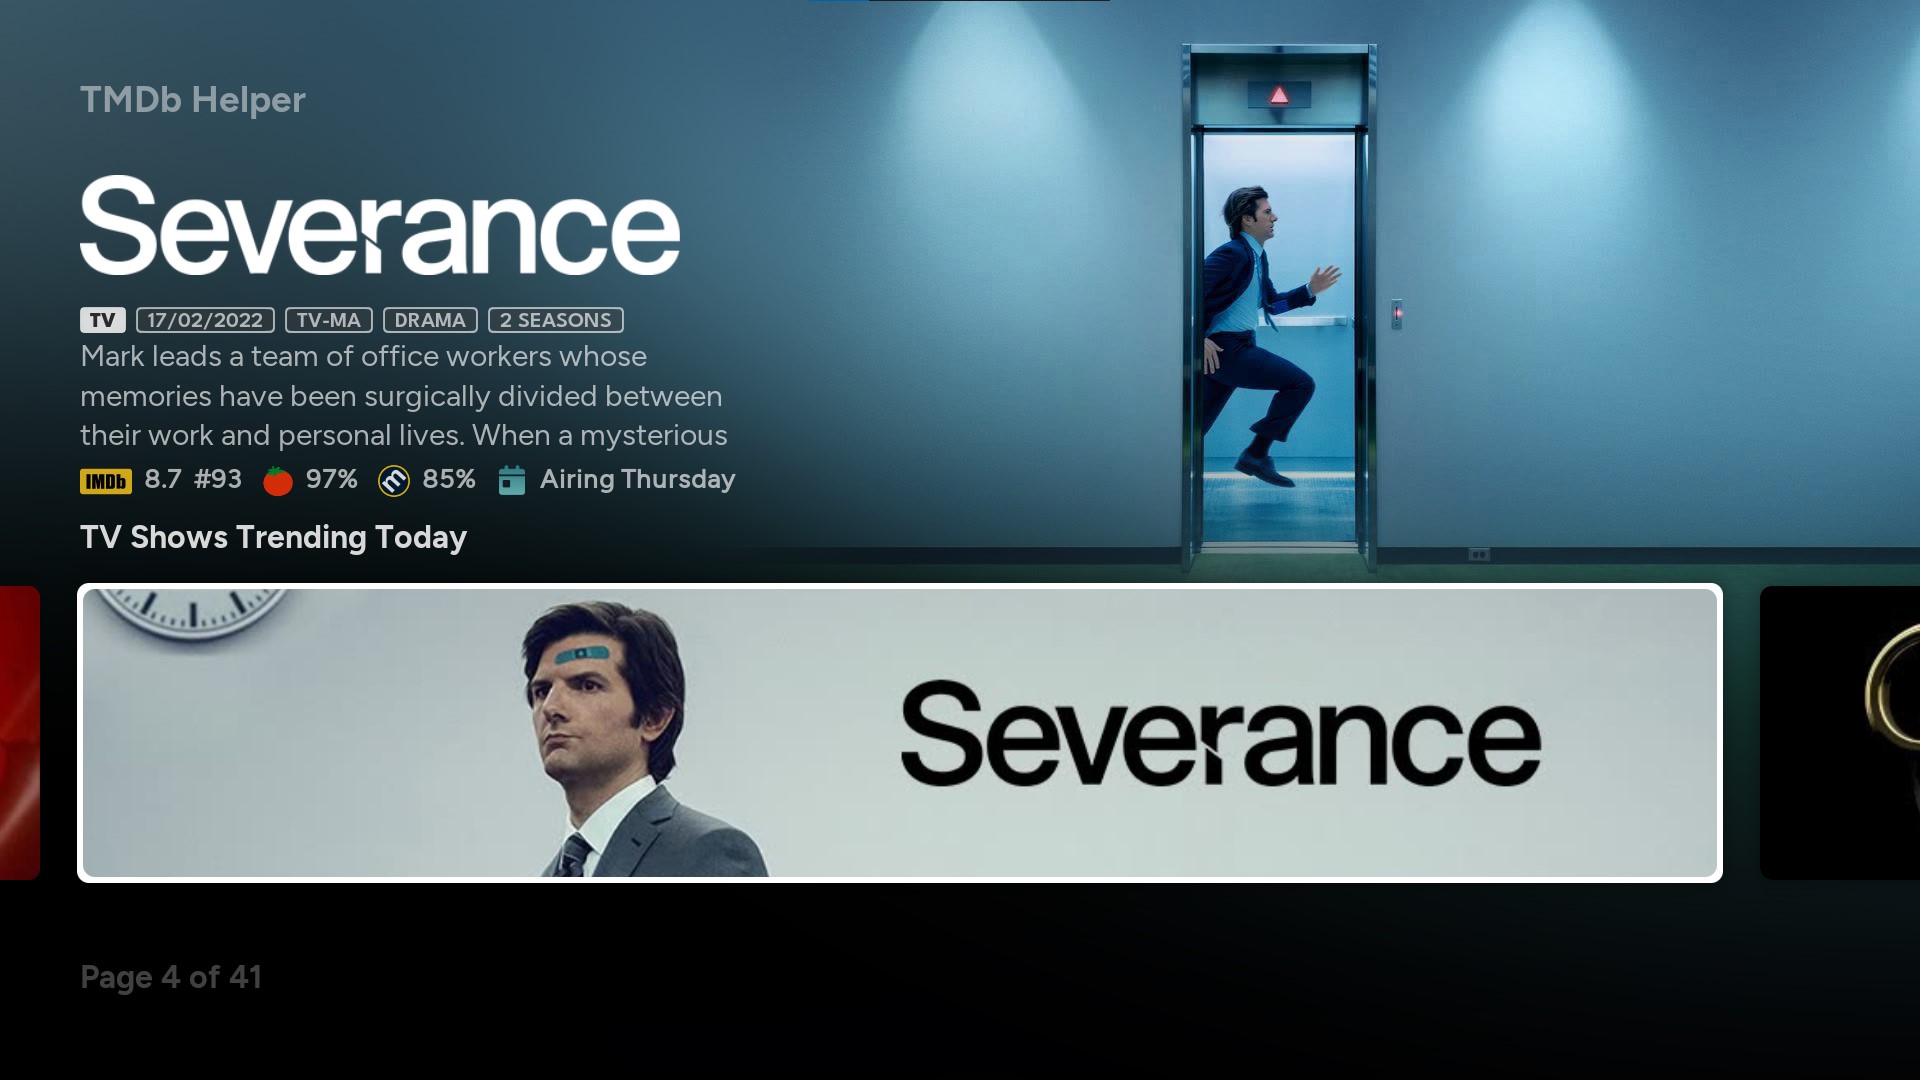 TMDb Helper
Severance
TV 17/02/2022 TV-MA DRAMA 2 SEASONS
Mark leads a team of office workers whose
memories have been surgically divided between
their work and personal lives. When a mysterious
IMDb 8.7 #93 97% m 85% Airing Thursday
TV Shows Trending Today
Severance
Page 4 of 41